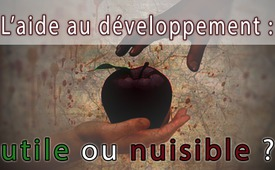 L'aide au développement :
utile ou nuisible ?